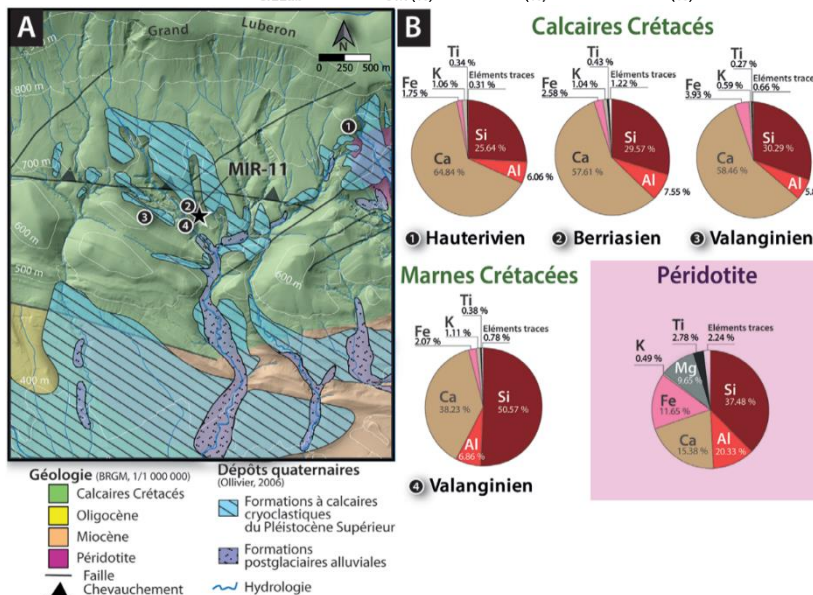 A
Grand Luberon
N
0 250 500 m
800 m
700 m
600 m
500 m
400 m
600 m
MIR-11
1
2
3
4
Géologie (BRGM, 1/1 000 000)
Calcaires Crétacés
Oligocène
Miocène
Péridotite
Faille
Chevauchement
Dépôts quaternaires
(Ollivier, 2006)
Formations à calcaires
cryoclastiques
du Pléistocène Supérieur
Formations
postglaciaires alluviales
Hydrologie
B
Calcaires Crétacés
Ti
0.34 %
K
1.06 %
Fe
1.75 %
Eléments traces
0.31 %
Si
25.64 %
Al
6.06 %
Ca
64.84 %
1 Hauterivien
Ti
0.43 %
K
1.04 %
Fe
2.58 %
Eléments traces
1.22 %
Si
29.57 %
Al
7.55 %
Ca
57.61 %
2 Berriasien
Ti
0.27 %
K
0.59 %
Fe
3.93 %
Eléments traces
0.66 %
Si
30.29 %
Al
Ca
58.46 %
3 Valanginien
Marnes Crétacées
Ti
0.38 %
K
1.11 %
Fe
2.07 %
Eléments traces
0.78 %
Si
50.57 %
Al
6.86 %
Ca
38.23 %
4 Valanginien
Péridotite
Ti
2.78 %
Eléments traces
2.24 %
K
0.49 %
Mg
9.65 %
Fe
11.65 %
Si
37.48 %
Ca
15.38 %
Al
20.33 %